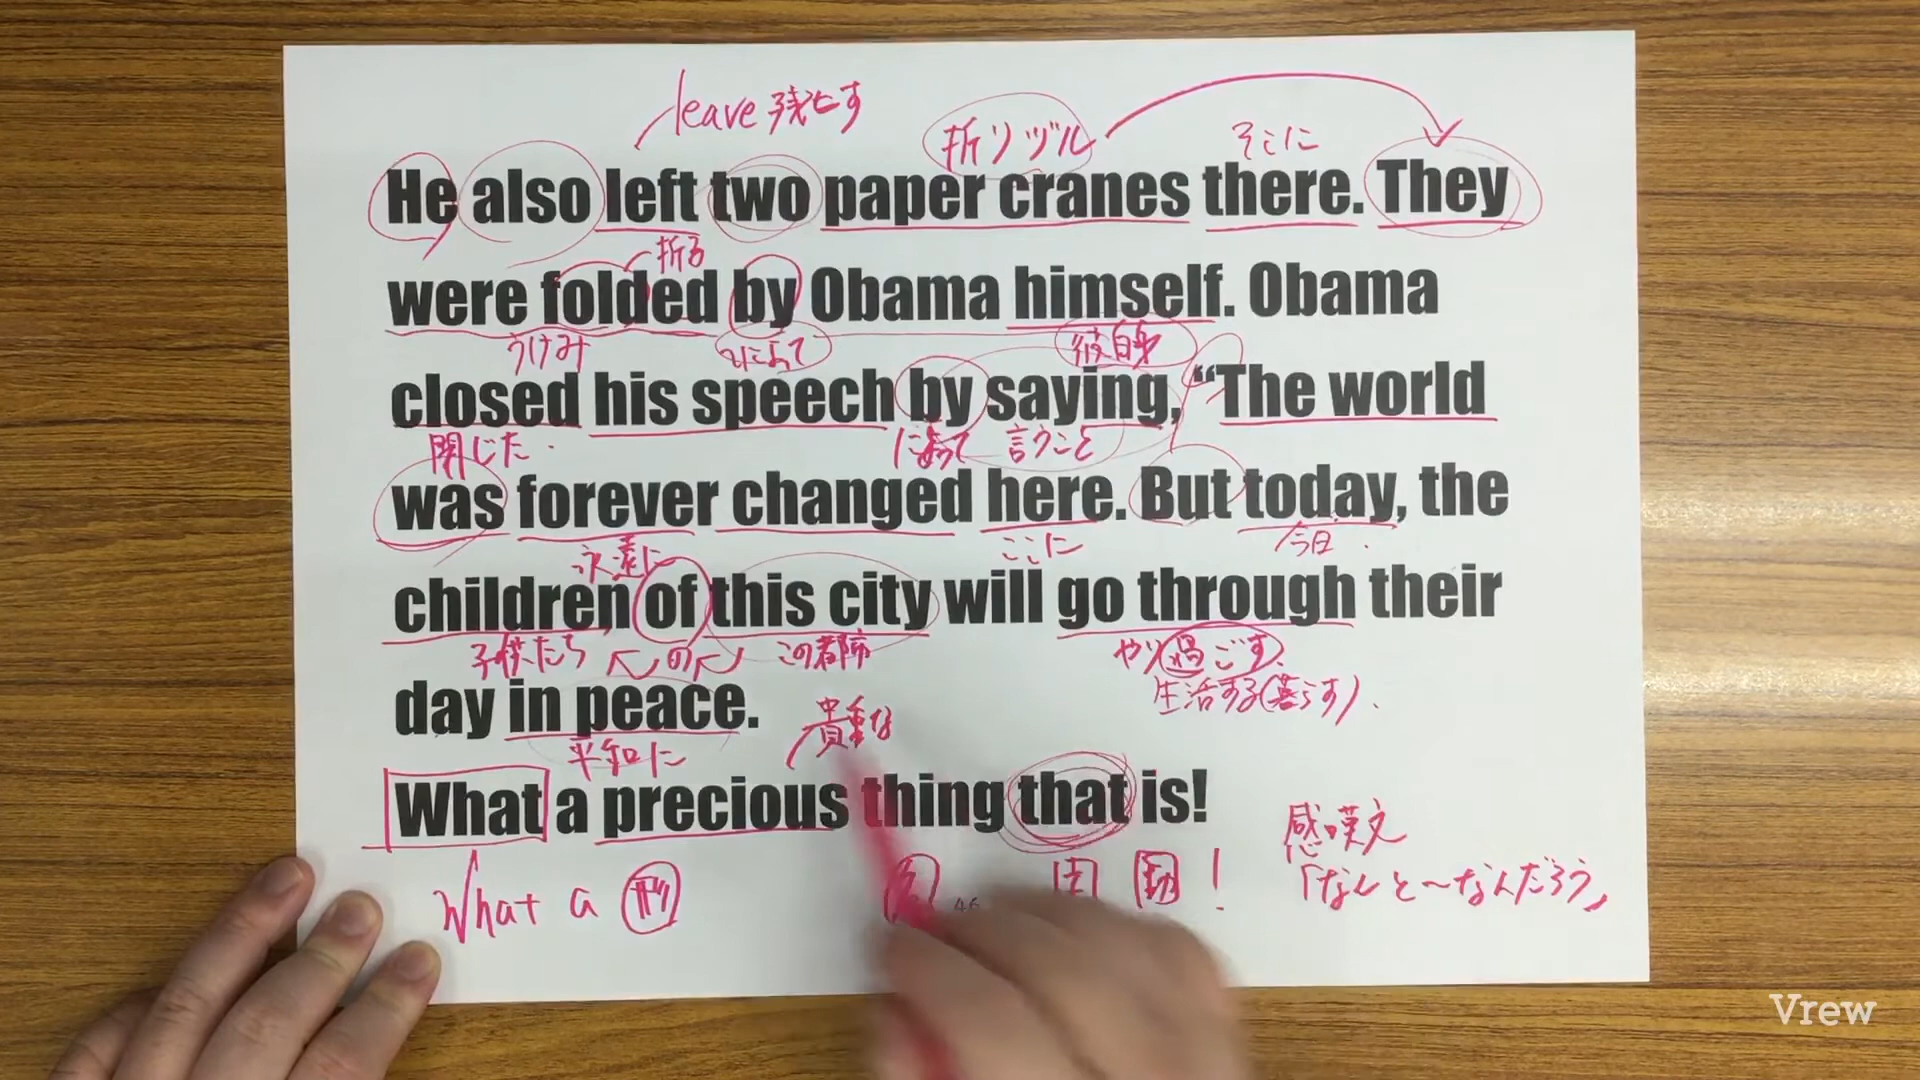 leave 残こす
折りヅル
そこに
He also left two paper cranes there. They
折る
were folded by Obama himself. Obama
うけみ によって 彼自身
closed his speech by saying, “The world
閉じた によって 言うこと
was forever changed here. But today, the
永遠に ここに 今日
children of this city will go through their
子供たち の この都市 やり過ごす、
生活する(暮らす).
day in peace.
平和に 貴重な
What a precious thing that is!
感嘆文
What a 形 名 主 動 !
「なんと〜なんだろう」
46
Vrew